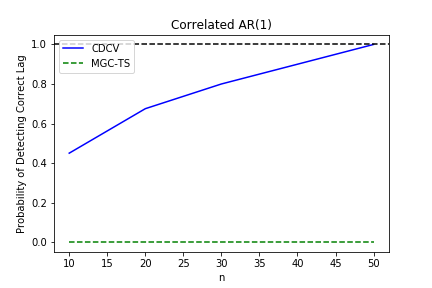 Correlated AR(1)
Probability of Detecting Correct Lag
1.0
0.8
0.6
0.4
0.2
0.0
CDCV
MGC-TS
10 15 20 25 30 35 40 45 50
n